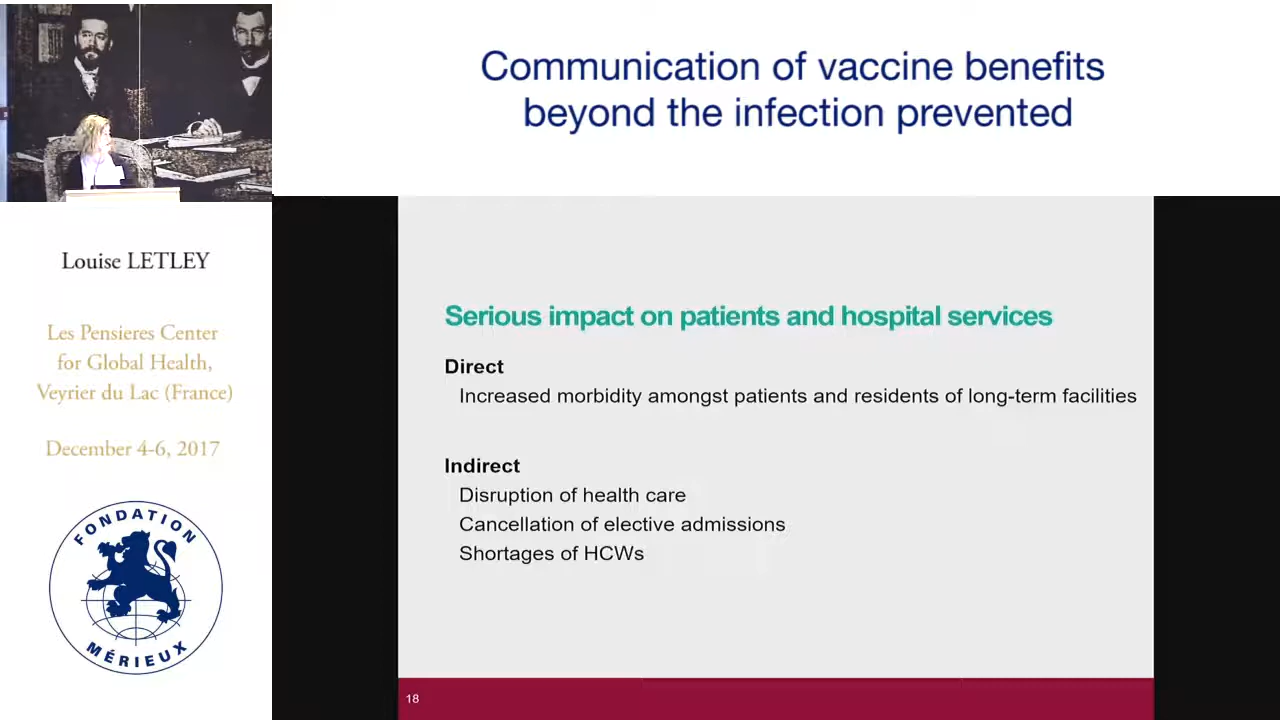 Communication of vaccine benefits
beyond the infection prevented
Louise LETLEY
Les Pensieres Center
for Global Health,
Veyrier du Lac (France)
December 4-6, 2017
FONDATION
MÉRIEUX
Serious impact on patients and hospital services
Direct
Increased morbidity amongst patients and residents of long-term facilities
Indirect
Disruption of health care
Cancellation of elective admissions
Shortages of HCWs
18